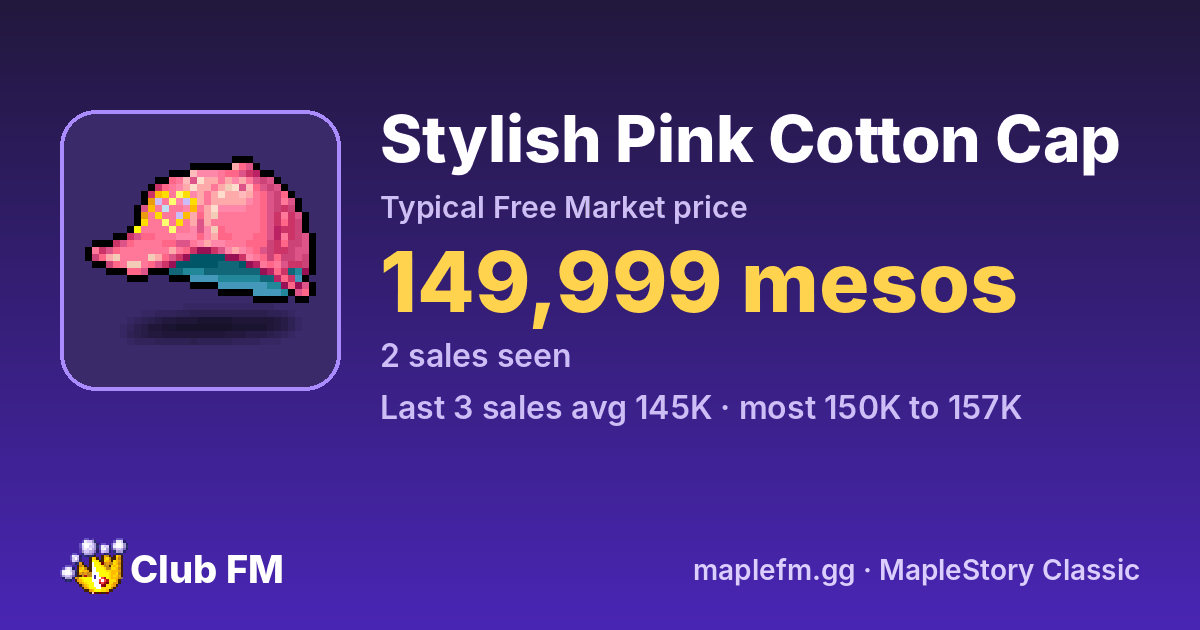 Stylish Pink Cotton Cap
Typical Free Market price
149,999 mesos
2 sales seen
Last 3 sales avg 145K · most 150K to 157K
Club FM
maplefm.gg · MapleStory Classic